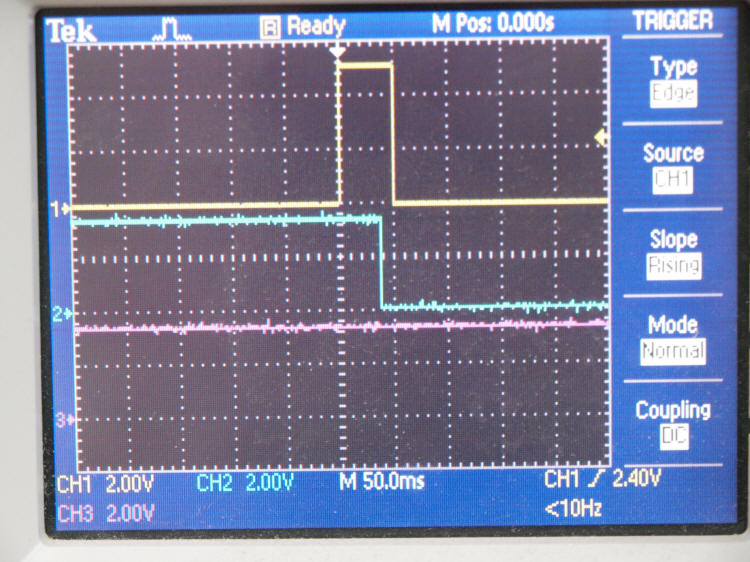 Tek R Ready M Pos: 0.000s TRIGGER
Type
Edge
Source
CH1
Slope
Rising
Mode
Normal
Coupling
DC
1
2
3
CH1 2.00V CH2 2.00V M 50.0ms CH1 2.40V
CH3 2.00V <10Hz